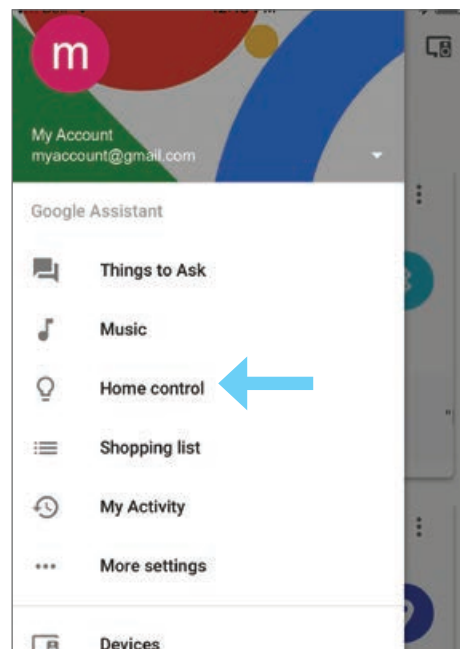 m
My Account
myaccount@gmail.com
Google Assistant
Things to Ask
Music
Home control
Shopping list
My Activity
More settings
Devices